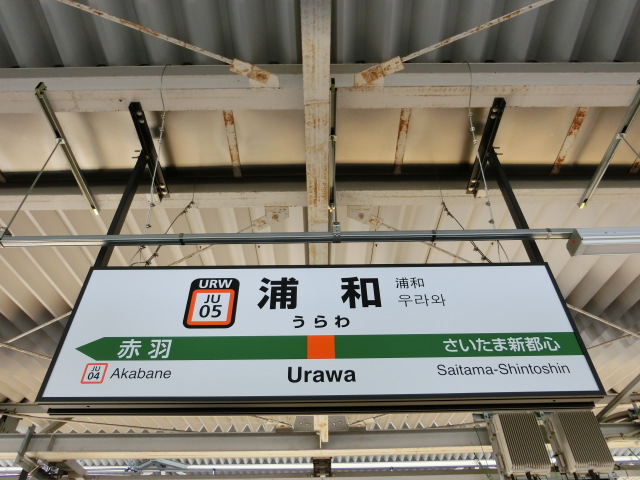 URW
JU
05
浦和
浦和
우라와
うらわ
赤羽
さいたま新都心
JU
04
Akabane
Urawa
Saitama-Shintoshin